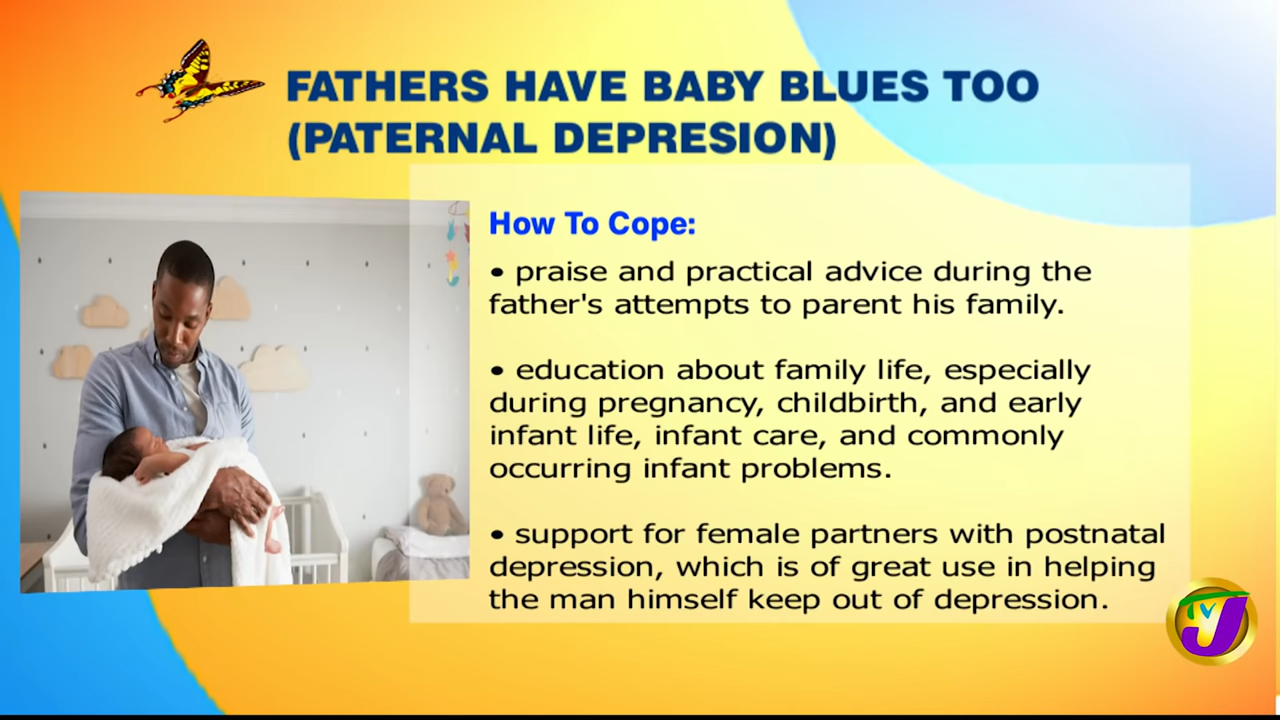 FATHERS HAVE BABY BLUES TOO
(PATERNAL DEPRESION)
How To Cope:
• praise and practical advice during the
father's attempts to parent his family.
• education about family life, especially
during pregnancy, childbirth, and early
infant life, infant care, and commonly
occurring infant problems.
• support for female partners with postnatal
depression, which is of great use in helping
the man himself keep out of depression.
TVJ